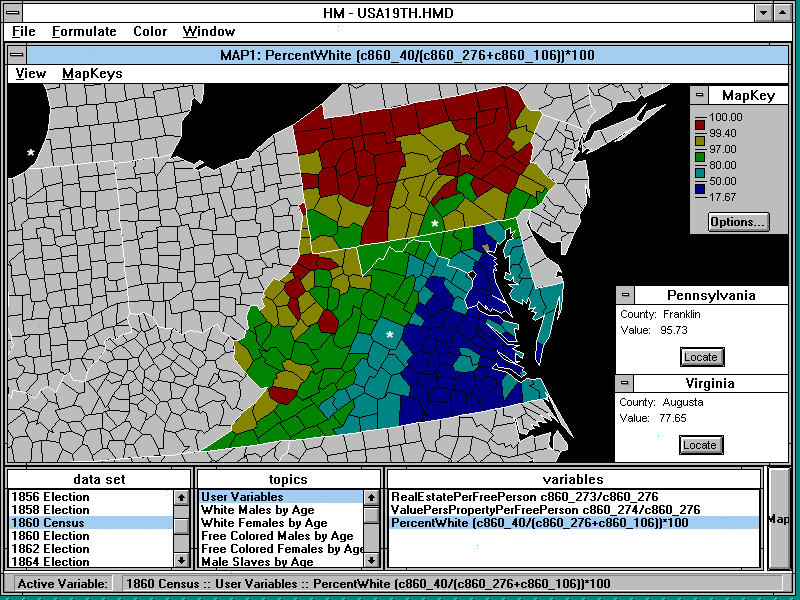 HM - USA19TH.HMD
File Formulate Color Window
MAP1: PercentWhite (c860_40/(c860_276+c860_106))*100
View MapKeys
MapKey
100.00
99.40
97.00
80.00
50.00
17.67
Options...
Pennsylvania
County: Franklin
Value: 95.73
Locate
Virginia
County: Augusta
Value: 77.65
Locate
data set
1856 Election
1858 Election
1860 Census
1860 Election
1862 Election
1864 Election
topics
User Variables
White Males by Age
White Females by Age
Free Colored Males by Age
Free Colored Females by Age
Male Slaves by Age
variables
RealEstatePerFreePerson c860_273/c860_276
ValuePersPropertyPerFreePerson c860_274/c860_276
PercentWhite (c860_40/(c860_276+c860_106))*100
Map
Active Variable: 1860 Census :: User Variables :: PercentWhite (c860_40/(c860_276+c860_106))*100